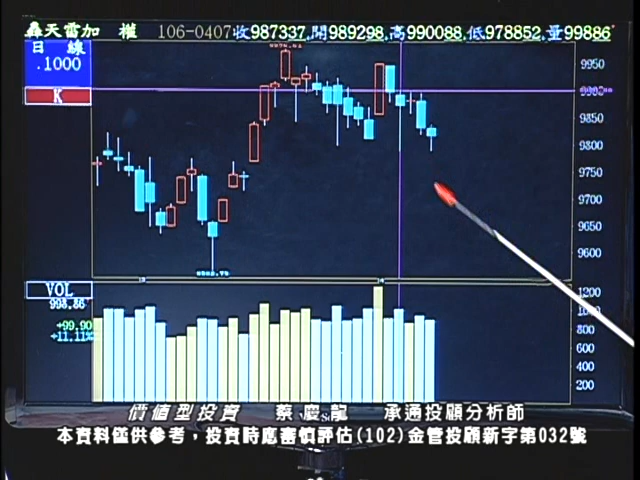 轟天雷加 權 106-0407收987337,開989298,高990088,低978852,量99886
日 線
.1000
K
9950
9850
9800
9750
9700
9650
9600
VOL
998.86
+99.90
+11.11%
1200
800
600
400
200
價值型投資 蔡慶龍 承通投顧分析師
本資料僅供參考，投資時應審慎評估(102)金管投顧新字第032號